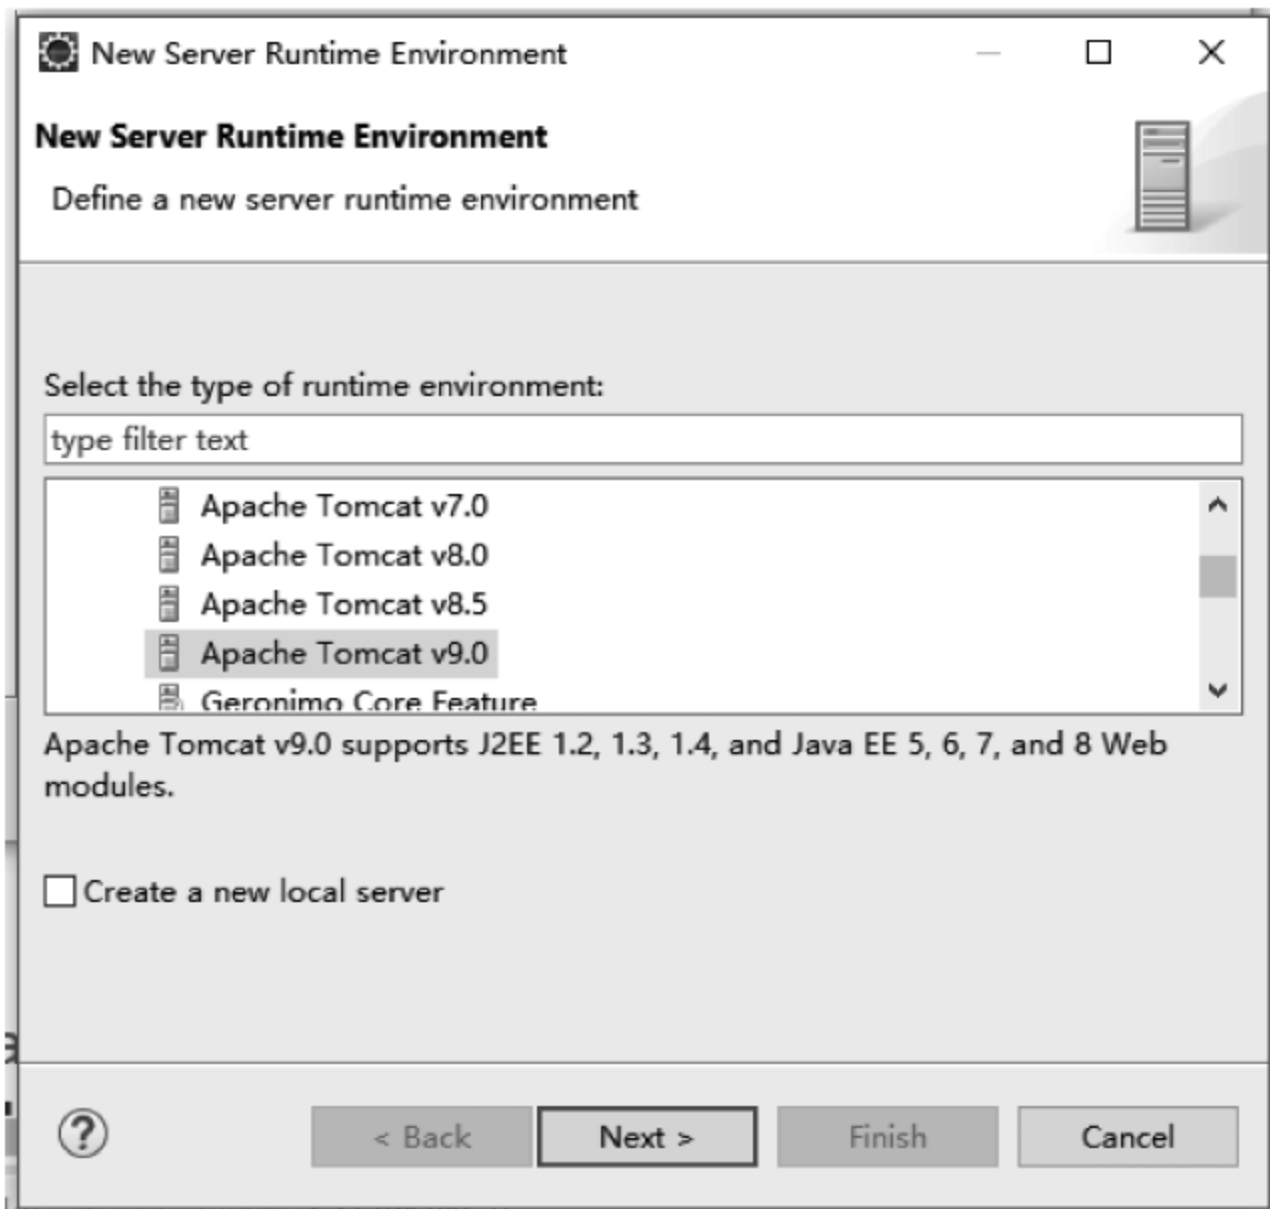 New Server Runtime Environment
New Server Runtime Environment
Define a new server runtime environment
Select the type of runtime environment:
type filter text
Apache Tomcat v7.0
Apache Tomcat v8.0
Apache Tomcat v8.5
Apache Tomcat v9.0
Geronimo Core Feature
Apache Tomcat v9.0 supports J2EE 1.2, 1.3, 1.4, and Java EE 5, 6, 7, and 8 Web
modules.
Create a new local server
?
< Back
Next >
Finish
Cancel